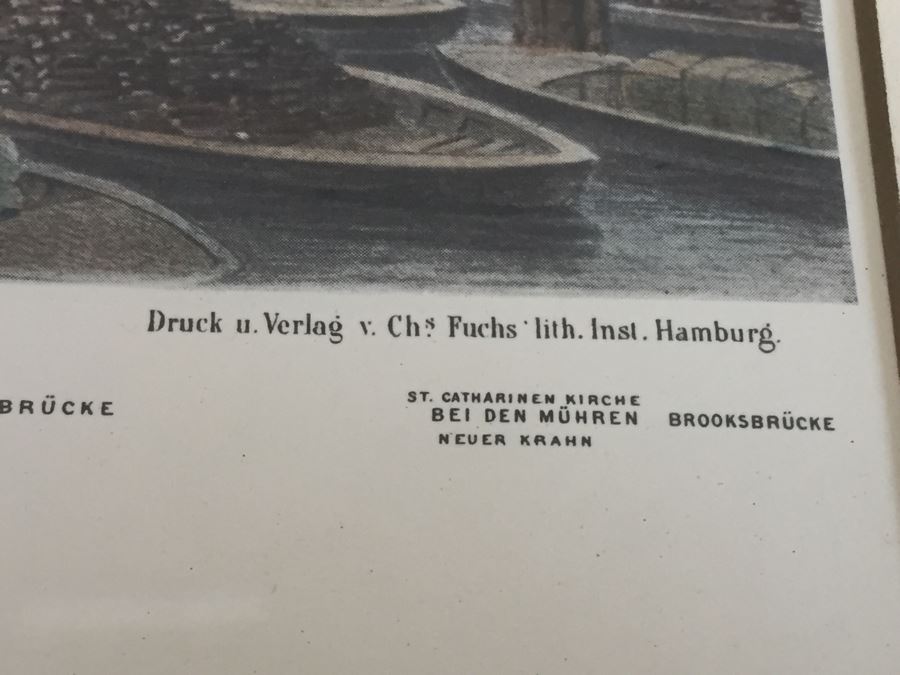 Druck u. Verlag v. Chs Fuchs' lith. Inst. Hamburg.
BRÜCKE
ST. CATHARINEN KIRCHE
BEI DEN MÜHREN
NEUER KRAHN
BROOKSBRÜCKE